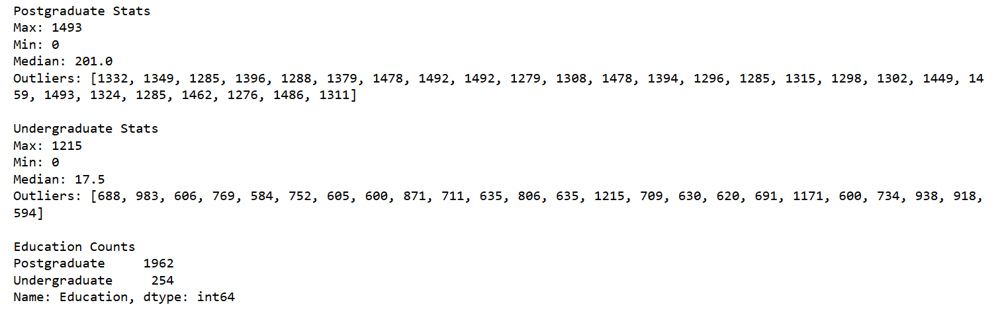 Postgraduate Stats
Max: 1493
Min: 0
Median: 201.0
Outliers: [1332, 1349, 1285, 1396, 1288, 1379, 1478, 1492, 1492, 1279, 1308, 1478, 1394, 1296, 1285, 1315, 1298, 1302, 1449, 14
59, 1493, 1324, 1285, 1462, 1276, 1486, 1311]

Undergraduate Stats
Max: 1215
Min: 0
Median: 17.5
Outliers: [688, 983, 606, 769, 584, 752, 605, 600, 871, 711, 635, 806, 635, 1215, 709, 630, 620, 691, 1171, 600, 734, 938, 918,
594]

Education Counts
Postgraduate     1962
Undergraduate     254
Name: Education, dtype: int64